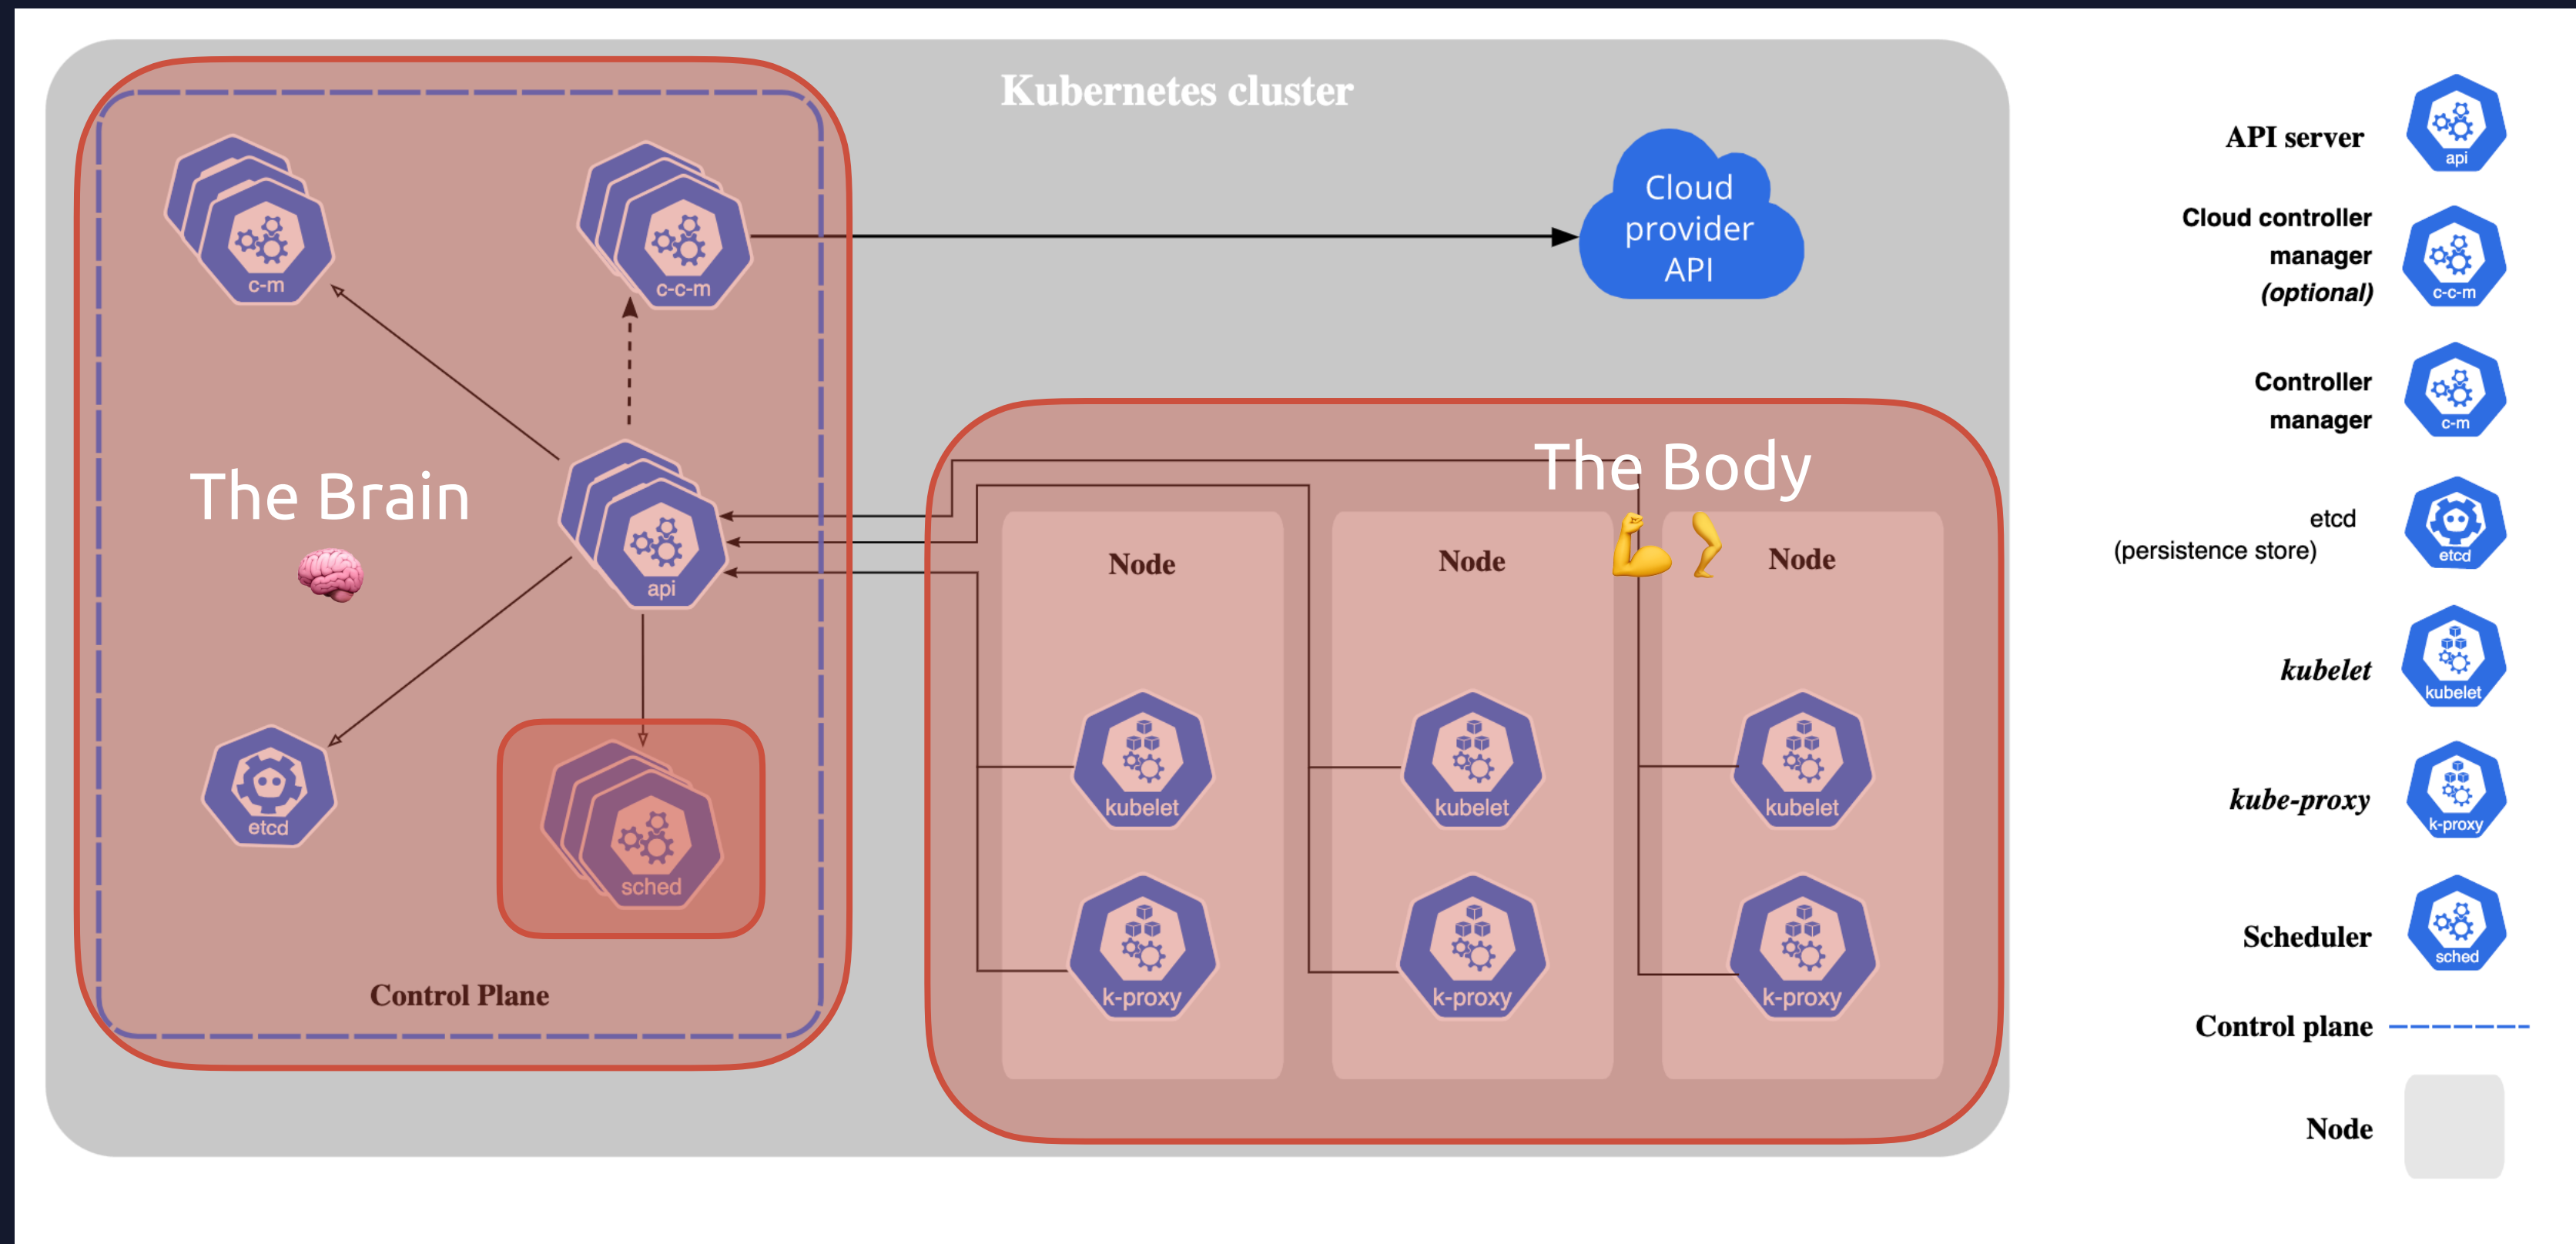 Kubernetes cluster
c-m
c-c-m
Cloud
provider
API
The Brain
api
etcd
sched
Control Plane
The Body
Node
Node
Node
kubelet
kubelet
kubelet
k-proxy
k-proxy
k-proxy
API server
api
Cloud controller
manager
(optional)
c-c-m
Controller
manager
c-m
etcd
(persistence store)
etcd
kubelet
kubelet
kube-proxy
k-proxy
Scheduler
sched
Control plane
Node